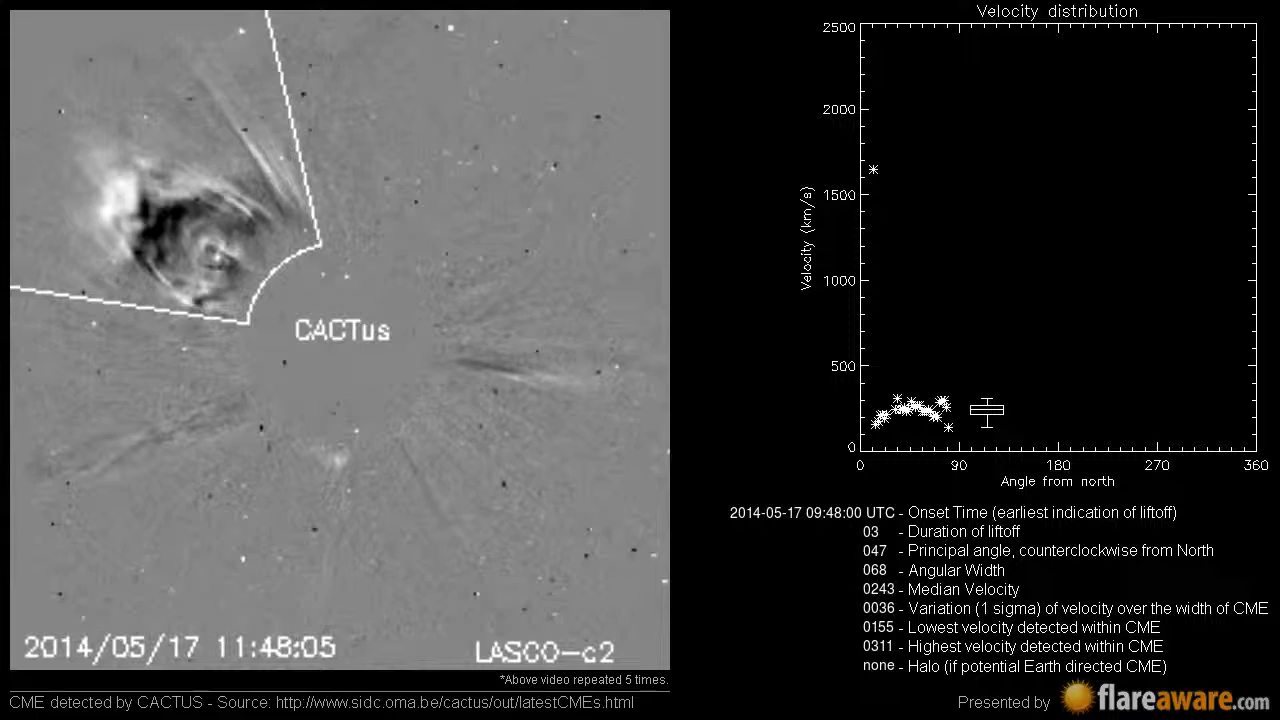 Velocity distribution
2500
2000
1500
1000
500
0
Velocity (km/s)
0 90 180 270 360
Angle from north
CACTus
2014/05/17 11:48:05 LASCO-c2
*Above video repeated 5 times.
2014-05-17 09:48:00 UTC - Onset Time (earliest indication of liftoff)
03 - Duration of liftoff
047 - Principal angle, counterclockwise from North
068 - Angular Width
0243 - Median Velocity
0036 - Variation (1 sigma) of velocity over the width of CME
0155 - Lowest velocity detected within CME
0311 - Highest velocity detected within CME
none - Halo (if potential Earth directed CME)
CME detected by CACTUS - Source: http://www.sidc.oma.be/cactus/out/latestCMEs.html
Presented by flareaware.com